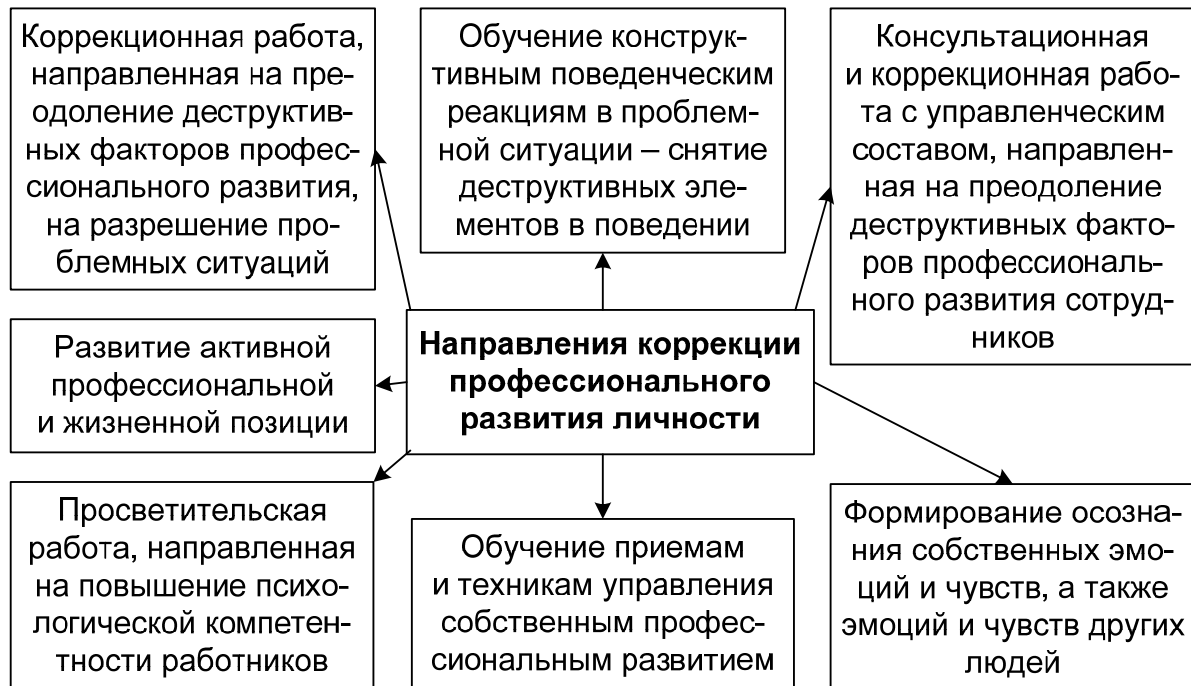 Коррекционная работа,
направленная на пре-
одоление деструктив-
ных факторов профес-
сионального развития,
на разрешение про-
блемных ситуаций
Обучение конструк-
тивным поведенческим
реакциям в проблем-
ной ситуации – снятие
деструктивных эле-
ментов в поведении
Консультационная
и коррекционная рабо-
та с управленческим
составом, направлен-
ная на преодоление
деструктивных факто-
ров профессиональ-
ного развития сотруд-
ников
Развитие активной
профессиональной
и жизненной позиции
Направления коррекции
профессионального
развития личности
Просветительская
работа, направленная
на повышение психо-
логической компетен-
тности работников
Обучение приемам
и техникам управления
собственным профес-
сиональным развитием
Формирование осозна-
ния собственных эмо-
ций и чувств, а также
эмоций и чувств других
людей